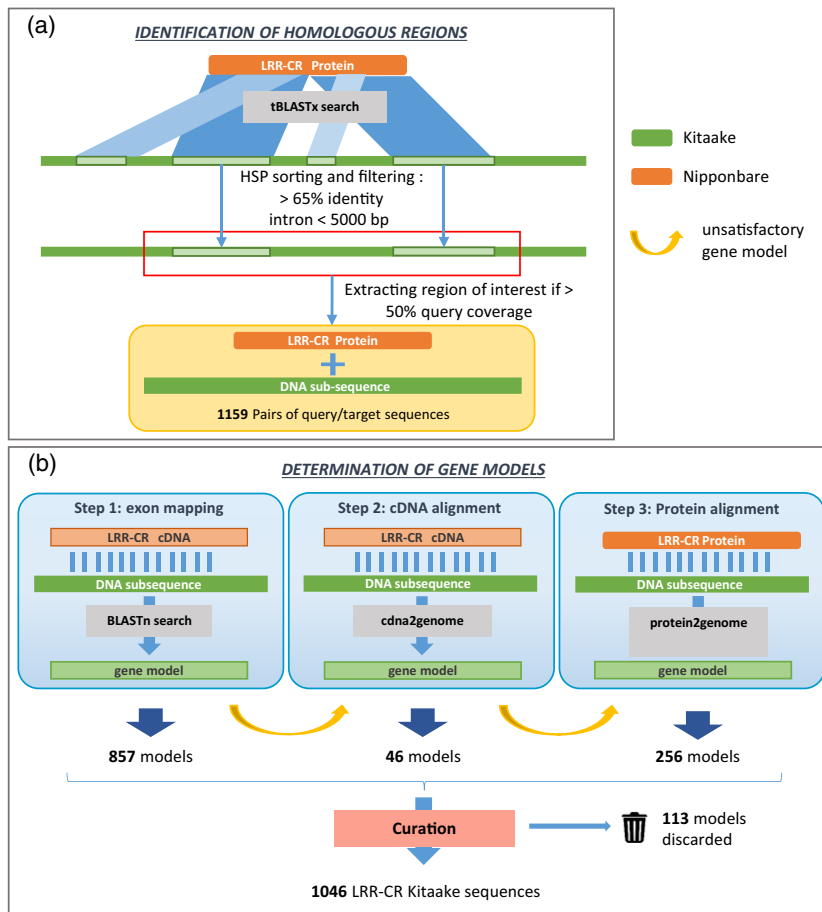 (a)
IDENTIFICATION OF HOMOLOGOUS REGIONS
LRR-CR Protein
tBLASTx search
HSP sorting and filtering :
> 65% identity
intron < 5000 bp
Extracting region of interest if >
50% query coverage
LRR-CR Protein
+
DNA sub-sequence
1159 Pairs of query/target sequences
Kitaake
Nipponbare
unsatisfactory
gene model
(b)
DETERMINATION OF GENE MODELS
Step 1: exon mapping
LRR-CR cDNA
DNA subsequence
BLASTn search
gene model
Step 2: cDNA alignment
LRR-CR cDNA
DNA subsequence
cdna2genome
gene model
Step 3: Protein alignment
LRR-CR Protein
DNA subsequence
protein2genome
gene model
857 models
46 models
256 models
Curation
113 models
discarded
1046 LRR-CR Kitaake sequences